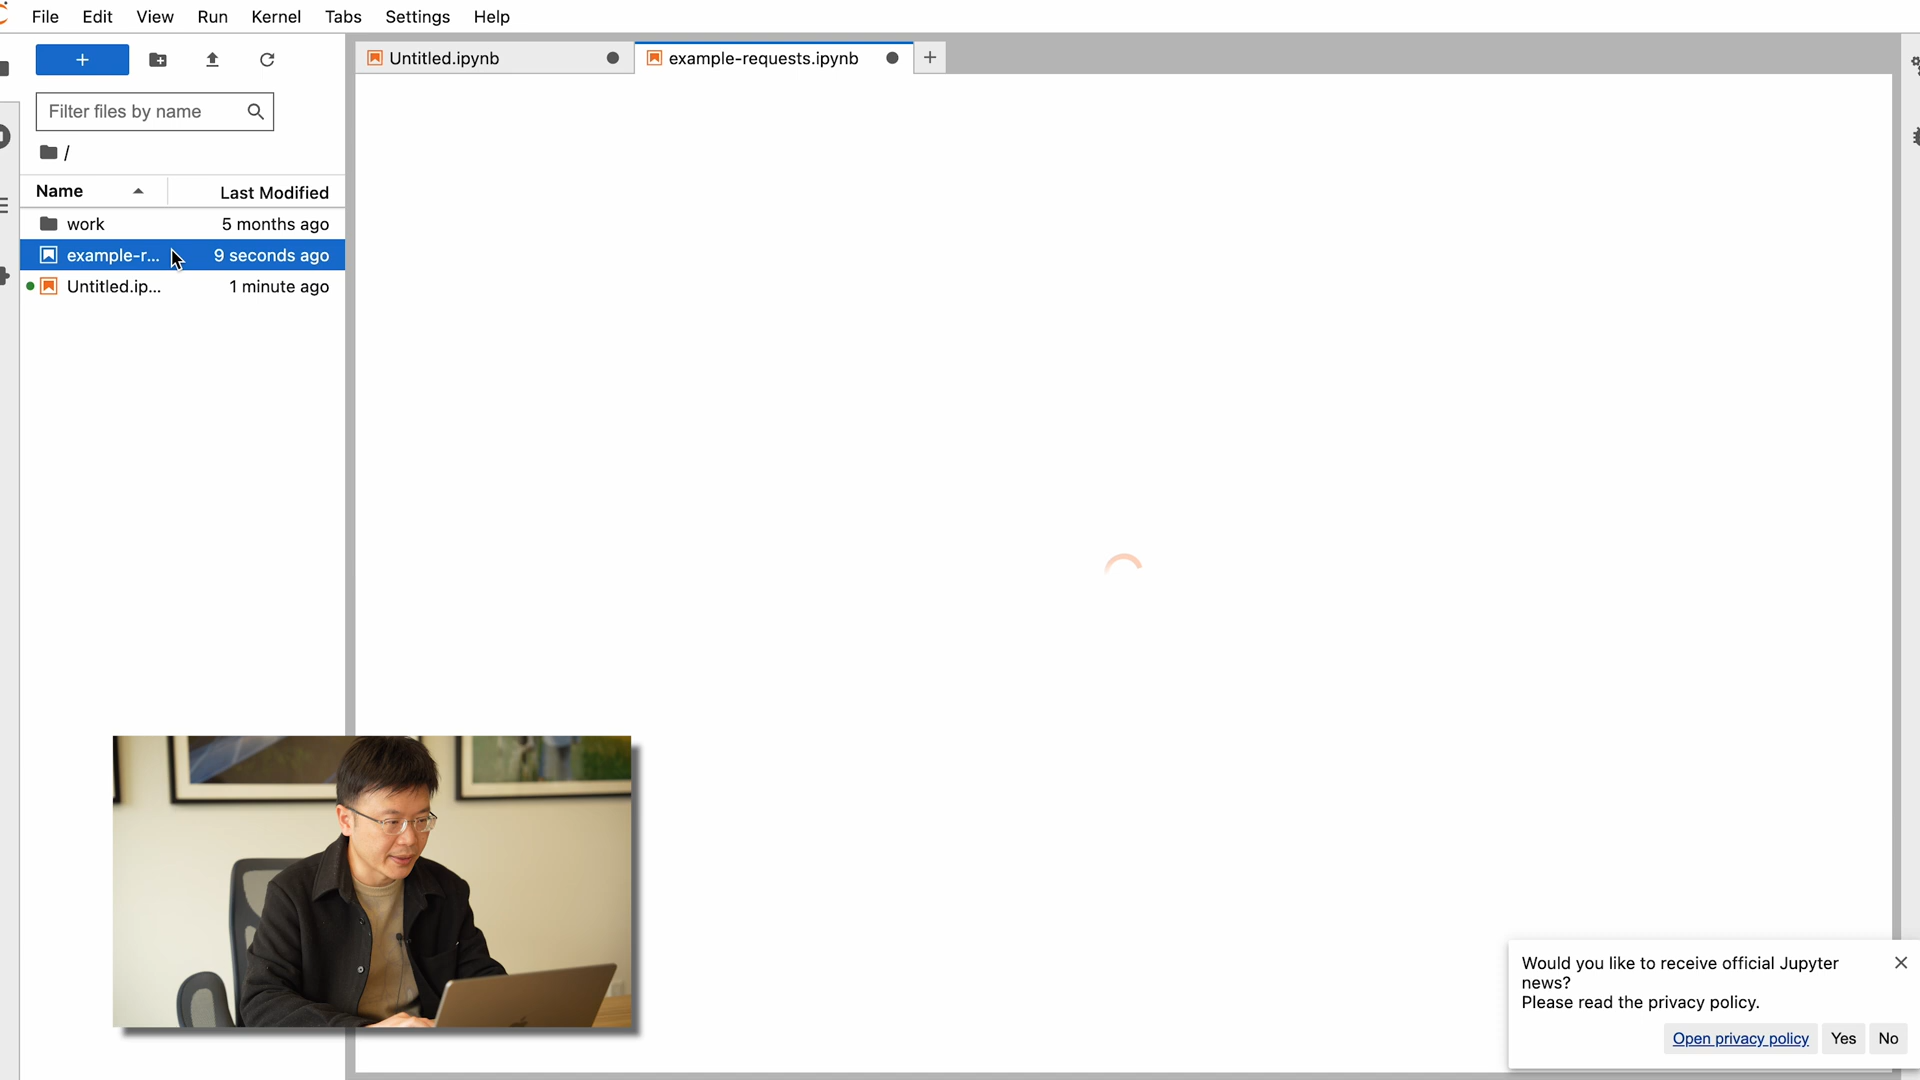 File Edit View Run Kernel Tabs Settings Help
+
Untitled.ipynb
example-requests.ipynb
+
Filter files by name
/
Name Last Modified
work 5 months ago
example-r... 9 seconds ago
Untitled.ip... 1 minute ago
Would you like to receive official Jupyter
news?
Please read the privacy policy.
Open privacy policy Yes No